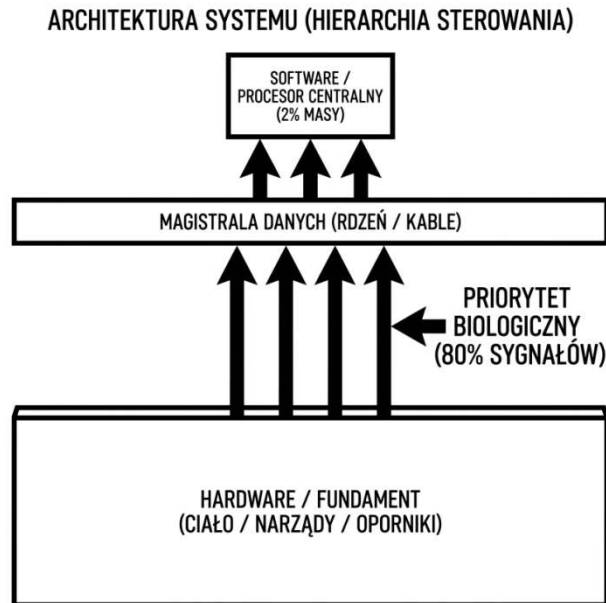 ARCHITEKTURA SYSTEMU (HIERARCHIA STEROWANIA)
SOFTWARE /
PROCESOR CENTRALNY
(2% MASY)
MAGISTRALA DANYCH (RDZEŃ / KABLE)
PRIORYTET
BIOLOGICZNY
(80% SYGNAŁÓW)
HARDWARE / FUNDAMENT
(CIAŁO / NARZĄDY / OPORNIKI)